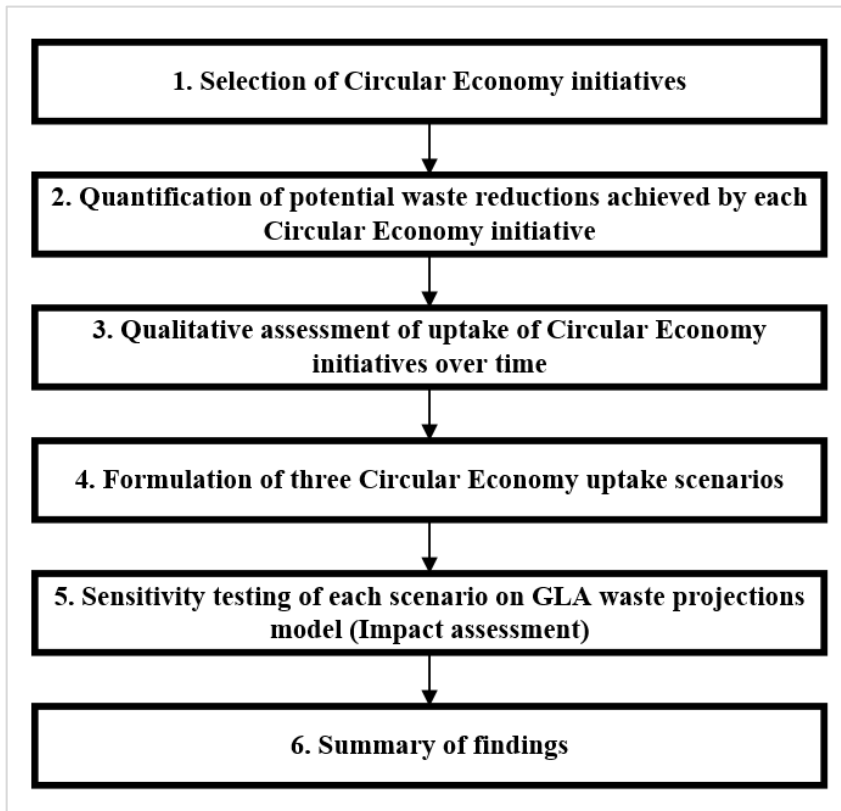 1. Selection of Circular Economy initiatives
2. Quantification of potential waste reductions achieved by each
Circular Economy initiative
3. Qualitative assessment of uptake of Circular Economy
initiatives over time
4. Formulation of three Circular Economy uptake scenarios
5. Sensitivity testing of each scenario on GLA waste projections
model (Impact assessment)
6. Summary of findings